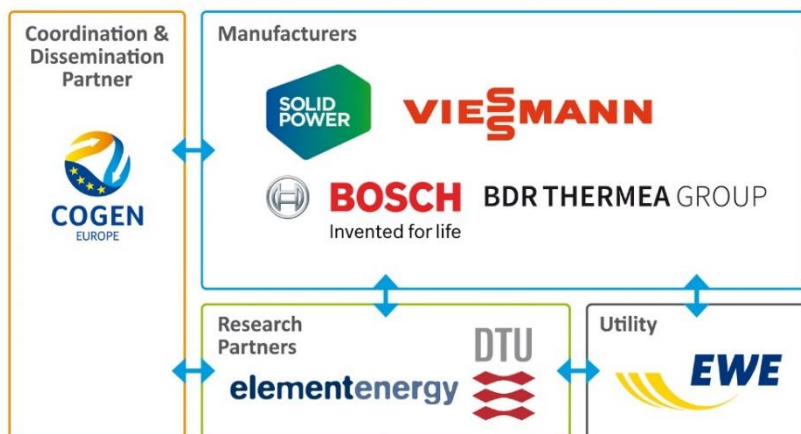 Coordination &
Dissemination
Partner
COGEN
EUROPE
Manufacturers
SOLID
POWER
VIESSMANN
BOSCH
Invented for life
BDR THERMEA GROUP
Research
Partners
elementenergy
DTU
Utility
EWE